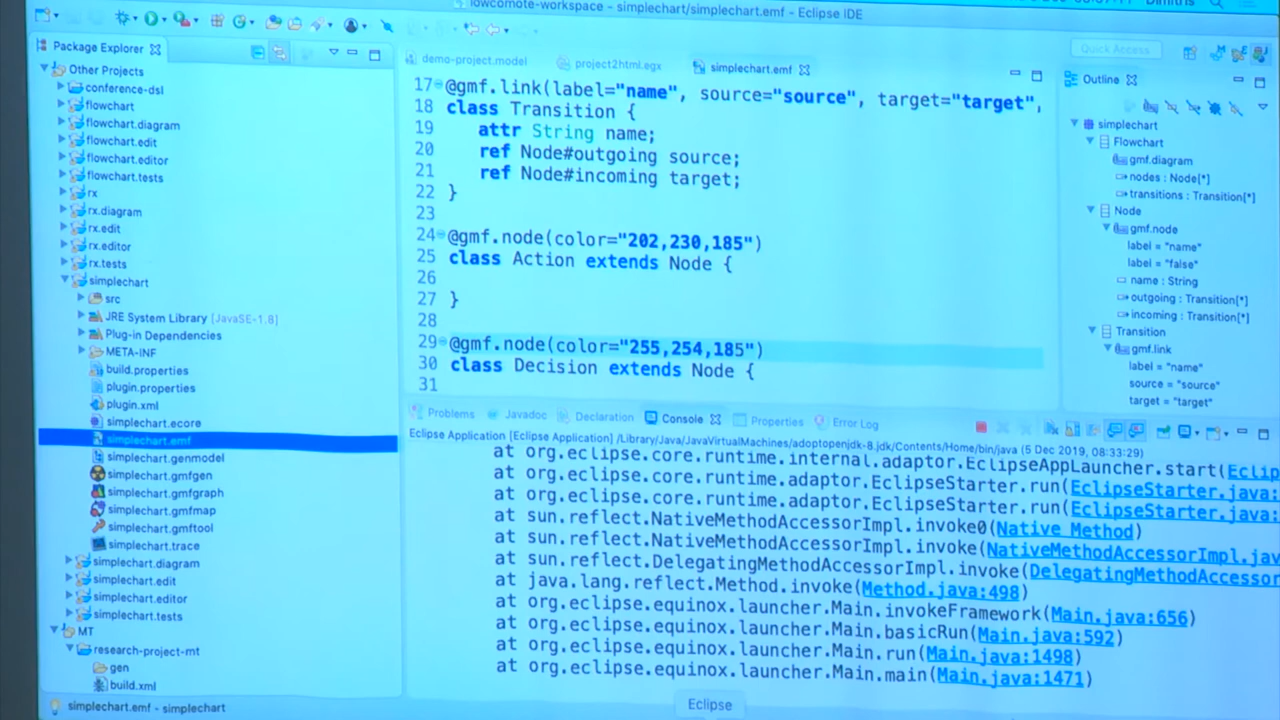 lowcomote-workspace - simplechart/simplechart.emf - Eclipse IDE
Dimitris
Quick Access
Package Explorer
Other Projects
conference-dsl
flowchart
flowchart.diagram
flowchart.edit
flowchart.editor
flowchart.tests
rx
rx.diagram
rx.edit
rx.editor
rx.tests
simplechart
src
JRE System Library [JavaSE-1.8]
Plug-in Dependencies
META-INF
build.properties
plugin.properties
plugin.xml
simplechart.ecore
simplechart.emf
simplechart.genmodel
simplechart.gmfgen
simplechart.gmfgraph
simplechart.gmfmap
simplechart.gmftool
simplechart.trace
simplechart.diagram
simplechart.edit
simplechart.editor
simplechart.tests
MT
research-project-mt
gen
build.xml
demo-project.model
project2html.egx
simplechart.emf
17 @gmf.link(label="name", source="source", target="target",
18 class Transition {
19 attr String name;
20 ref Node#outgoing source;
21 ref Node#incoming target;
22 }
23
24 @gmf.node(color="202,230,185")
25 class Action extends Node {
26
27 }
28
29 @gmf.node(color="255,254,185")
30 class Decision extends Node {
31
Outline
simplechart
Flowchart
gmf.diagram
nodes : Node[*]
transitions : Transition[*]
Node
gmf.node
label = "name"
label = "false"
name : String
outgoing : Transition[*]
incoming : Transition[*]
Transition
gmf.link
label = "name"
source = "source"
target = "target"
Problems Javadoc Declaration Console Properties Error Log
Eclipse Application [Eclipse Application] /Library/Java/JavaVirtualMachines/adoptopenjdk-8.jdk/Contents/Home/bin/java (5 Dec 2019, 08:33:29)
at org.eclipse.core.runtime.internal.adaptor.EclipseAppLauncher.start(Eclip
at org.eclipse.core.runtime.adaptor.EclipseStarter.run(EclipseStarter.java:
at org.eclipse.core.runtime.adaptor.EclipseStarter.run(EclipseStarter.java:
at sun.reflect.NativeMethodAccessorImpl.invoke0(Native Method)
at sun.reflect.NativeMethodAccessorImpl.invoke(NativeMethodAccessorImpl.jav
at sun.reflect.DelegatingMethodAccessorImpl.invoke(DelegatingMethodAccessor
at java.lang.reflect.Method.invoke(Method.java:498)
at org.eclipse.equinox.launcher.Main.invokeFramework(Main.java:656)
at org.eclipse.equinox.launcher.Main.basicRun(Main.java:592)
at org.eclipse.equinox.launcher.Main.run(Main.java:1498)
at org.eclipse.equinox.launcher.Main.main(Main.java:1471)
Eclipse
simplechart.emf - simplechart